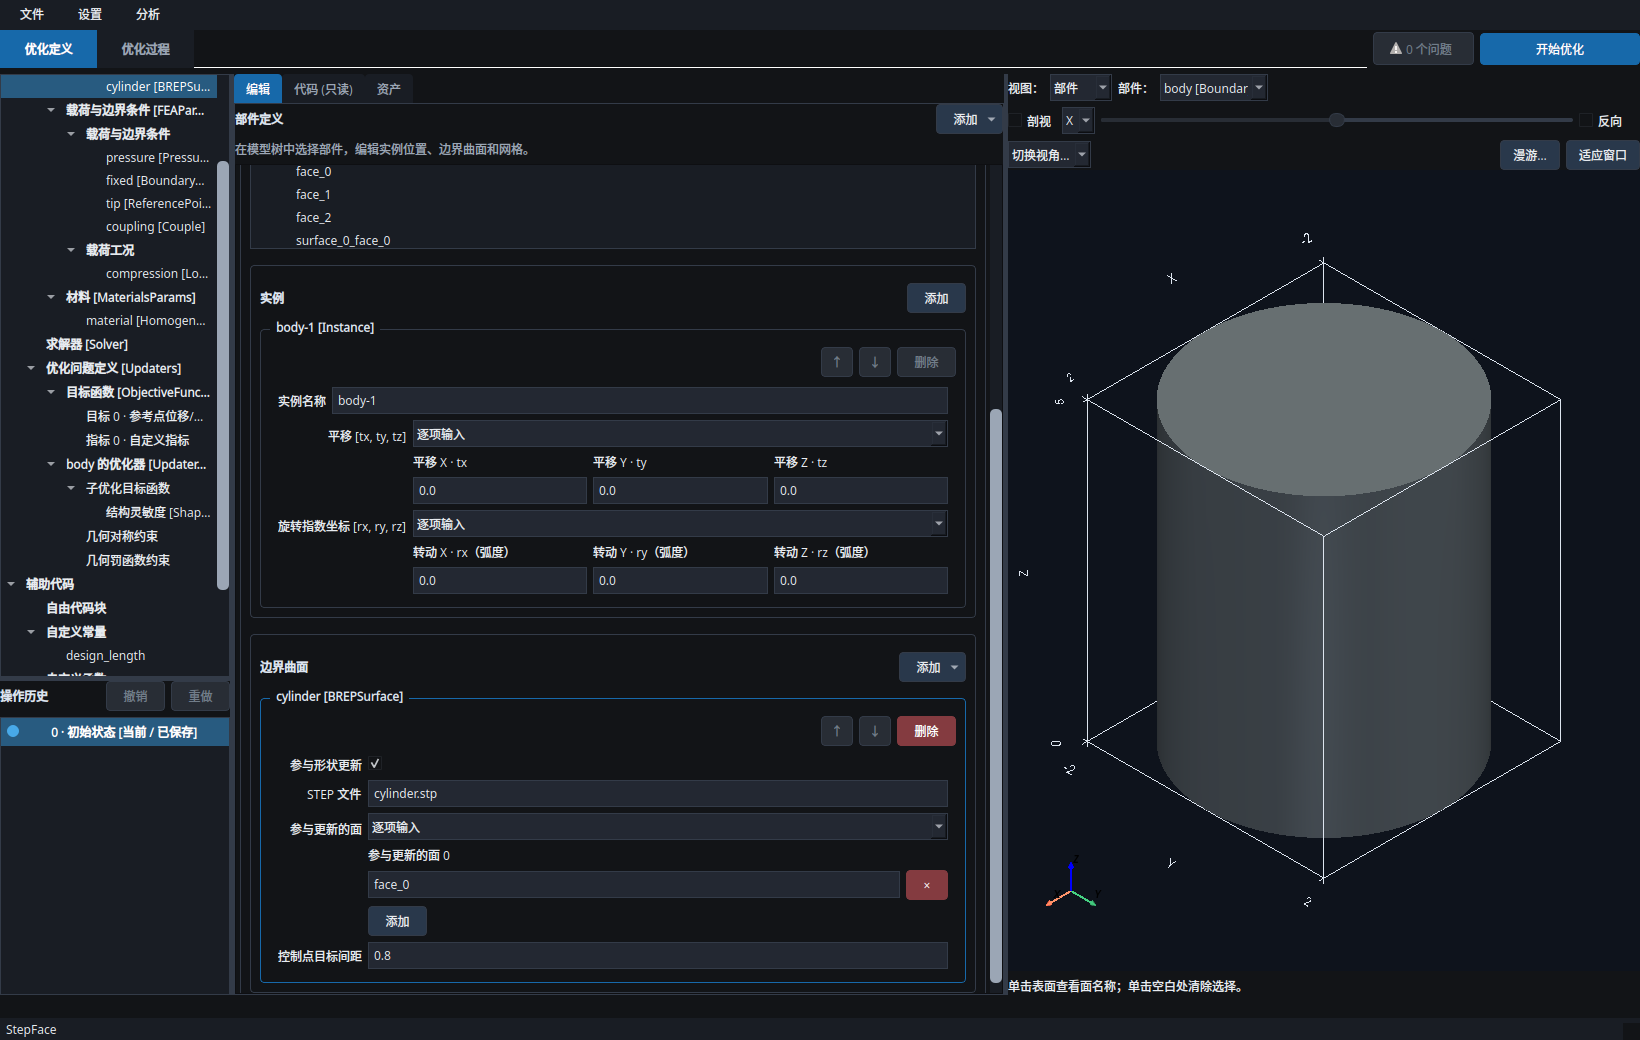 文件 设置 分析
优化定义 优化过程 0 个问题 开始优化
cylinder [BREPSu...
载荷与边界条件 [FEAPar...
载荷与边界条件
pressure [Pressu...
fixed [Boundary...
tip [ReferencePoi...
coupling [Couple]
载荷工况
compression [Lo...
材料 [MaterialsParams]
material [Homogen...
求解器 [Solver]
优化问题定义 [Updaters]
目标函数 [ObjectiveFunc...
目标 0 · 参考点位移/...
指标 0 · 自定义指标
body 的优化器 [Updater...
子优化目标函数
结构灵敏度 [Shap...
几何对称约束
几何罚函数约束
辅助代码
自由代码块
自定义常量
design_length
操作历史 撤销 重做
0 · 初始状态 [当前 / 已保存]
编辑 代码 (只读) 资产
部件定义 添加
在模型树中选择部件，编辑实例位置、边界曲面和网格。
face_0
face_1
face_2
surface_0_face_0
实例 添加
body-1 [Instance]
↑ ↓ 删除
实例名称 body-1
平移 [tx, ty, tz] 逐项输入
平移 X · tx 平移 Y · ty 平移 Z · tz
0.0 0.0 0.0
旋转指数坐标 [rx, ry, rz] 逐项输入
转动 X · rx（弧度） 转动 Y · ry（弧度） 转动 Z · rz（弧度）
0.0 0.0 0.0
边界曲面 添加
cylinder [BREPSurface]
↑ ↓ 删除
参与形状更新 ✓
STEP 文件 cylinder.stp
参与更新的面 逐项输入
参与更新的面 0
face_0 ×
添加
控制点目标间距 0.8
视图： 部件 部件： body [Boundar
剖视 X 反向
切换视角... 漫游... 适应窗口
-2
X
2
5
Z
0
-2
Y
2
Z
单击表面查看面名称；单击空白处清除选择。
StepFace